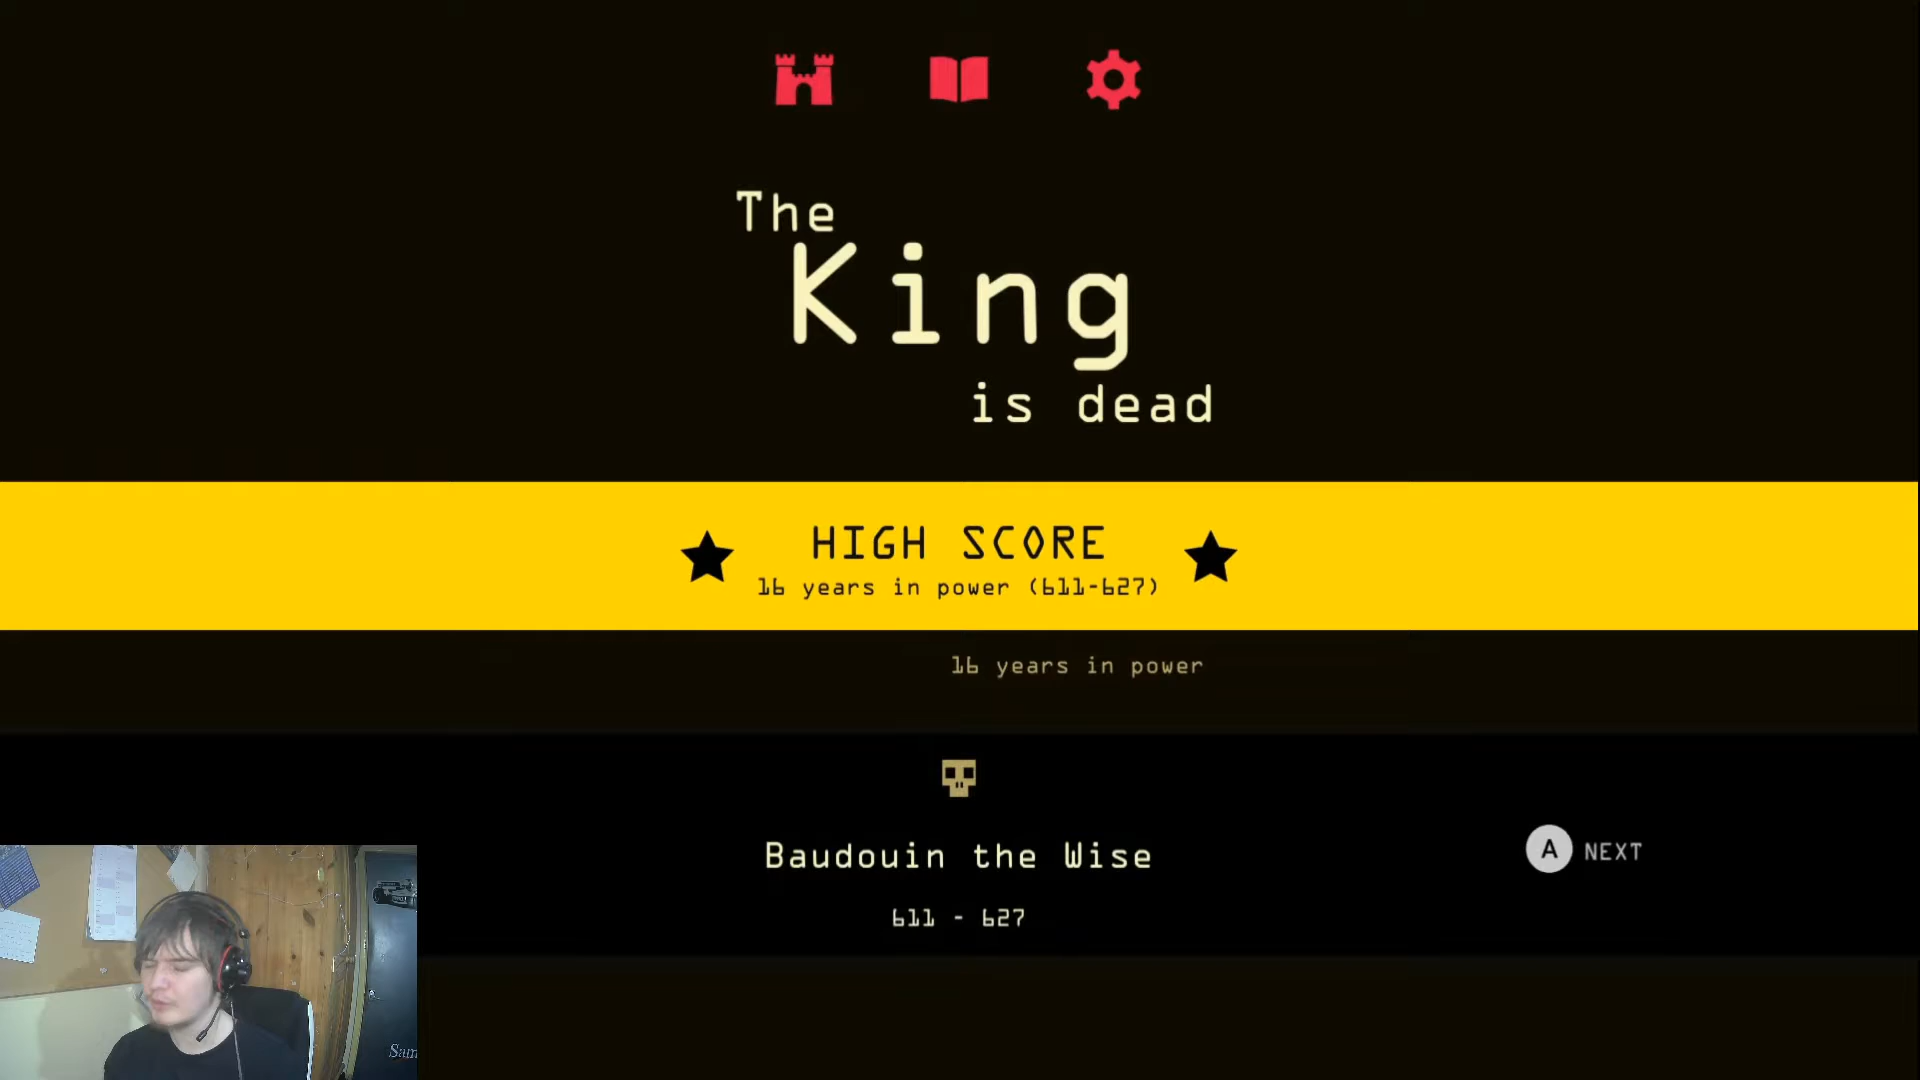 The
King
is dead
HIGH SCORE
16 years in power (611-627)
16 years in power
Baudouin the Wise
A NEXT
611 - 627
Sam